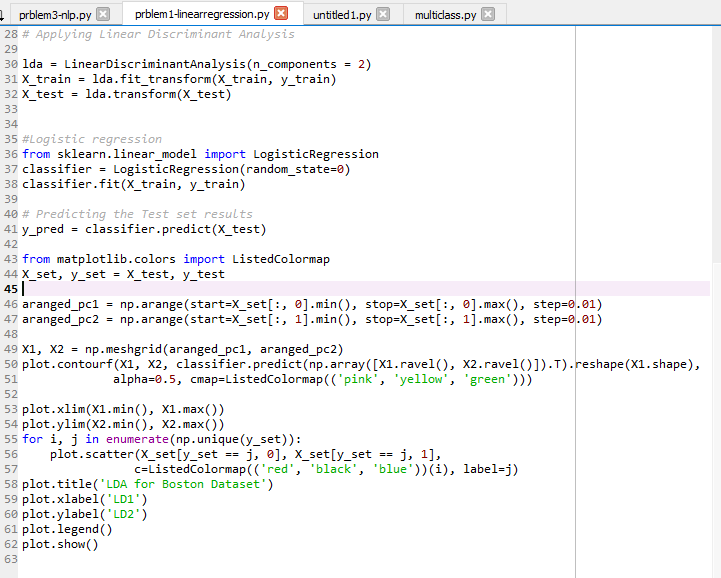 prblem3-nlp.py prblem1-linearregression.py untitled1.py multiclass.py
28 # Applying Linear Discriminant Analysis
29
30 lda = LinearDiscriminantAnalysis(n_components = 2)
31 X_train = lda.fit_transform(X_train, y_train)
32 X_test = lda.transform(X_test)
33
34
35 #Logistic regression
36 from sklearn.linear_model import LogisticRegression
37 classifier = LogisticRegression(random_state=0)
38 classifier.fit(X_train, y_train)
39
40 # Predicting the Test set results
41 y_pred = classifier.predict(X_test)
42
43 from matplotlib.colors import ListedColormap
44 X_set, y_set = X_test, y_test
45
46 aranged_pc1 = np.arange(start=X_set[:, 0].min(), stop=X_set[:, 0].max(), step=0.01)
47 aranged_pc2 = np.arange(start=X_set[:, 1].min(), stop=X_set[:, 1].max(), step=0.01)
48
49 X1, X2 = np.meshgrid(aranged_pc1, aranged_pc2)
50 plot.contourf(X1, X2, classifier.predict(np.array([X1.ravel(), X2.ravel()]).T).reshape(X1.shape),
51 alpha=0.5, cmap=ListedColormap(('pink', 'yellow', 'green')))
52
53 plot.xlim(X1.min(), X1.max())
54 plot.ylim(X2.min(), X2.max())
55 for i, j in enumerate(np.unique(y_set)):
56 plot.scatter(X_set[y_set == j, 0], X_set[y_set == j, 1],
57 c=ListedColormap(('red', 'black', 'blue'))(i), label=j)
58 plot.title('LDA for Boston Dataset')
59 plot.xlabel('LD1')
60 plot.ylabel('LD2')
61 plot.legend()
62 plot.show()
63